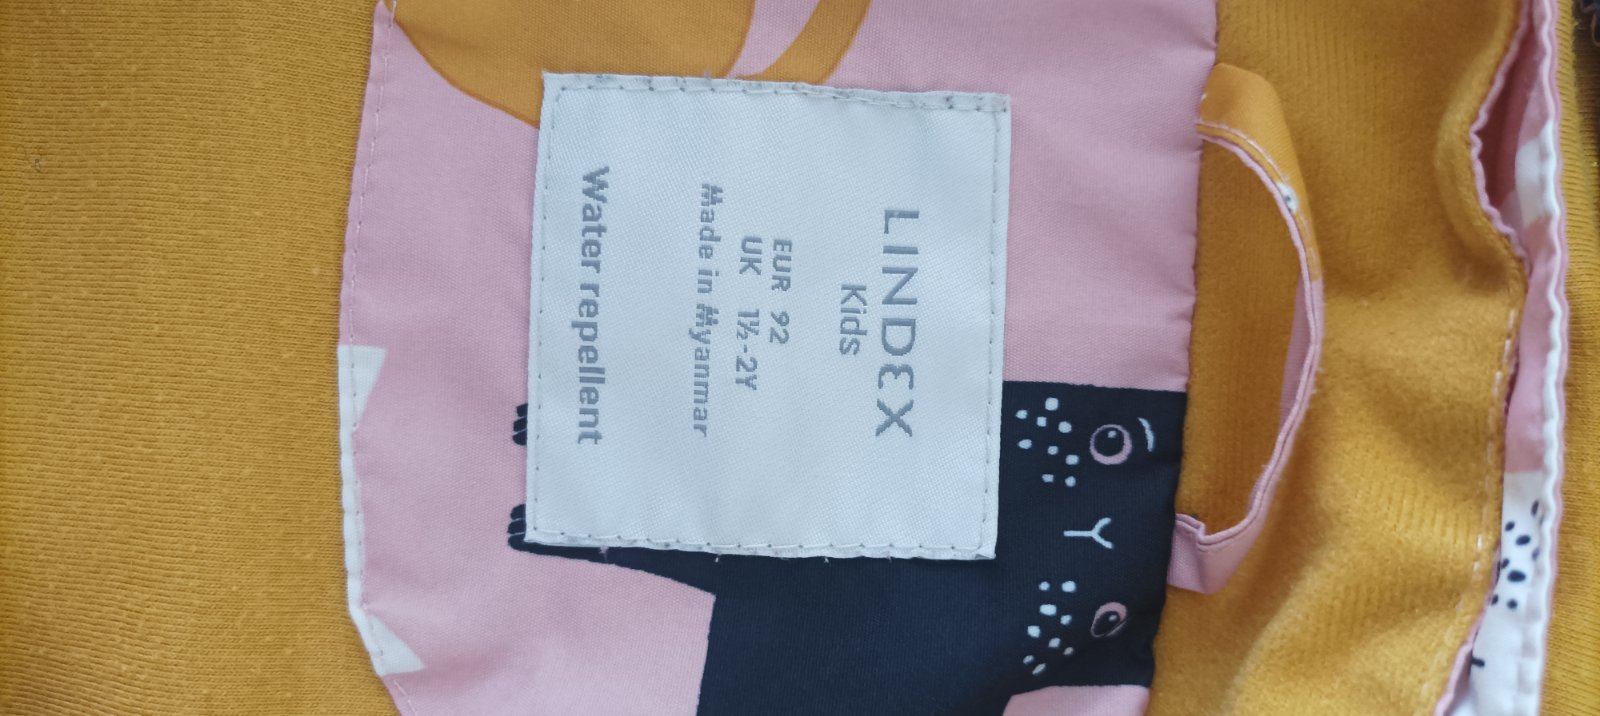 LINDEX
Kids
EUR 92
UK 1½-2Y
Made in Myanmar
Water repellent